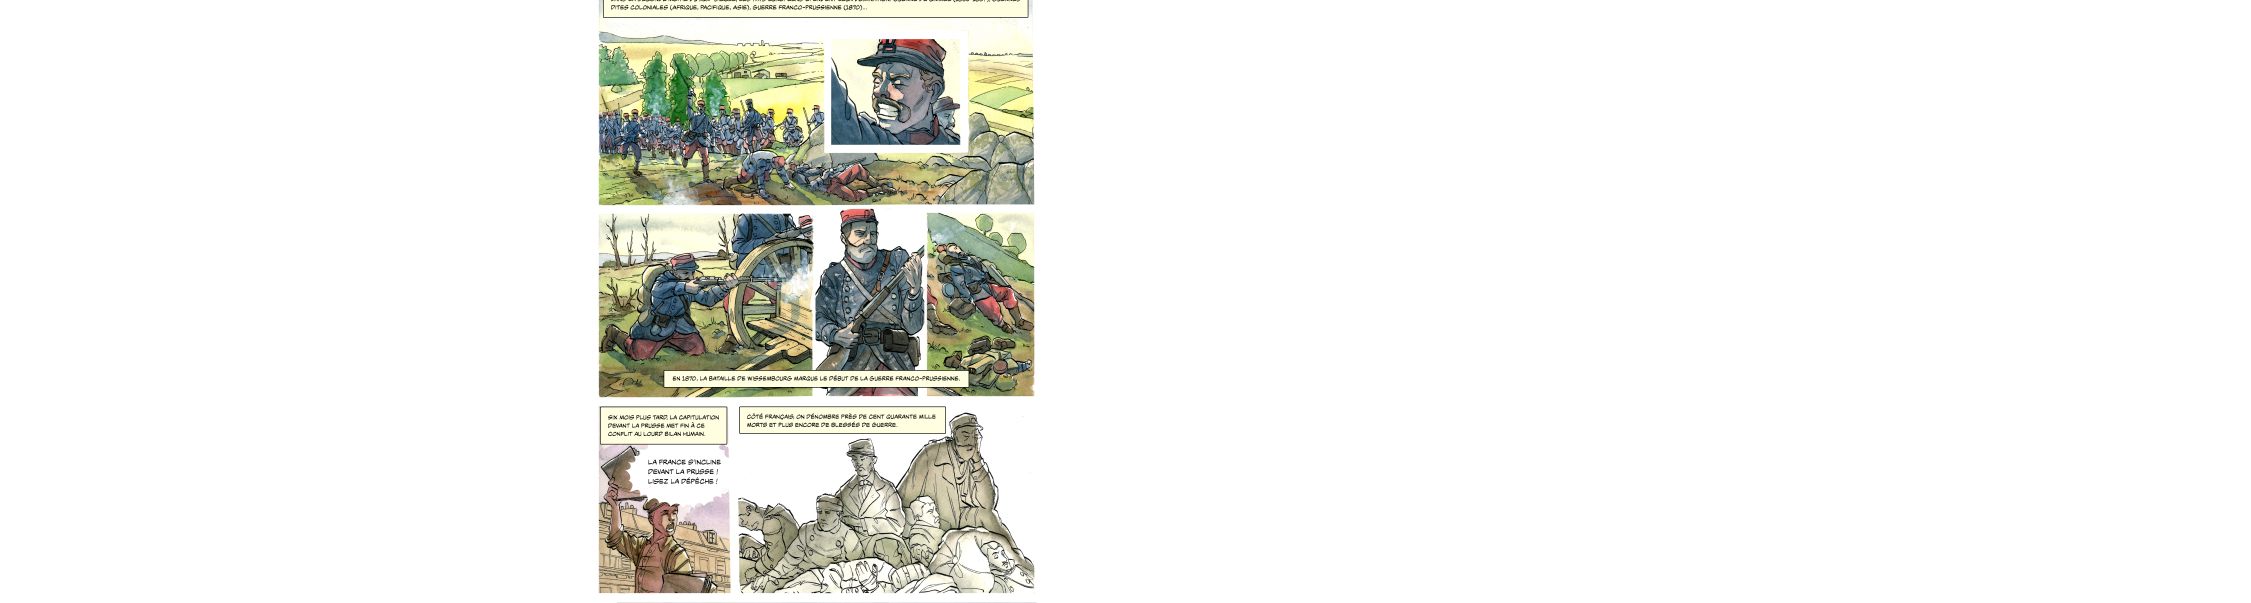 DITES COLONIALES (AFRIQUE, PACIFIQUE, ASIE), GUERRE FRANCO-PRUSSIENNE (1870)...
EN 1870, LA BATAILLE DE WISSEMBOURG MARQUE LE DÉBUT DE LA GUERRE FRANCO-PRUSSIENNE.
SIX MOIS PLUS TARD, LA CAPITULATION
DEVANT LA PRUSSE MET FIN À CE
CONFLIT AU LOURD BILAN HUMAIN.
CÔTÉ FRANÇAIS, ON DÉNOMBRE PRÈS DE CENT QUARANTE MILLE
MORTS ET PLUS ENCORE DE BLESSÉS DE GUERRE.
LA FRANCE S'INCLINE
DEVANT LA PRUSSE !
LISEZ LA DÉPÊCHE !